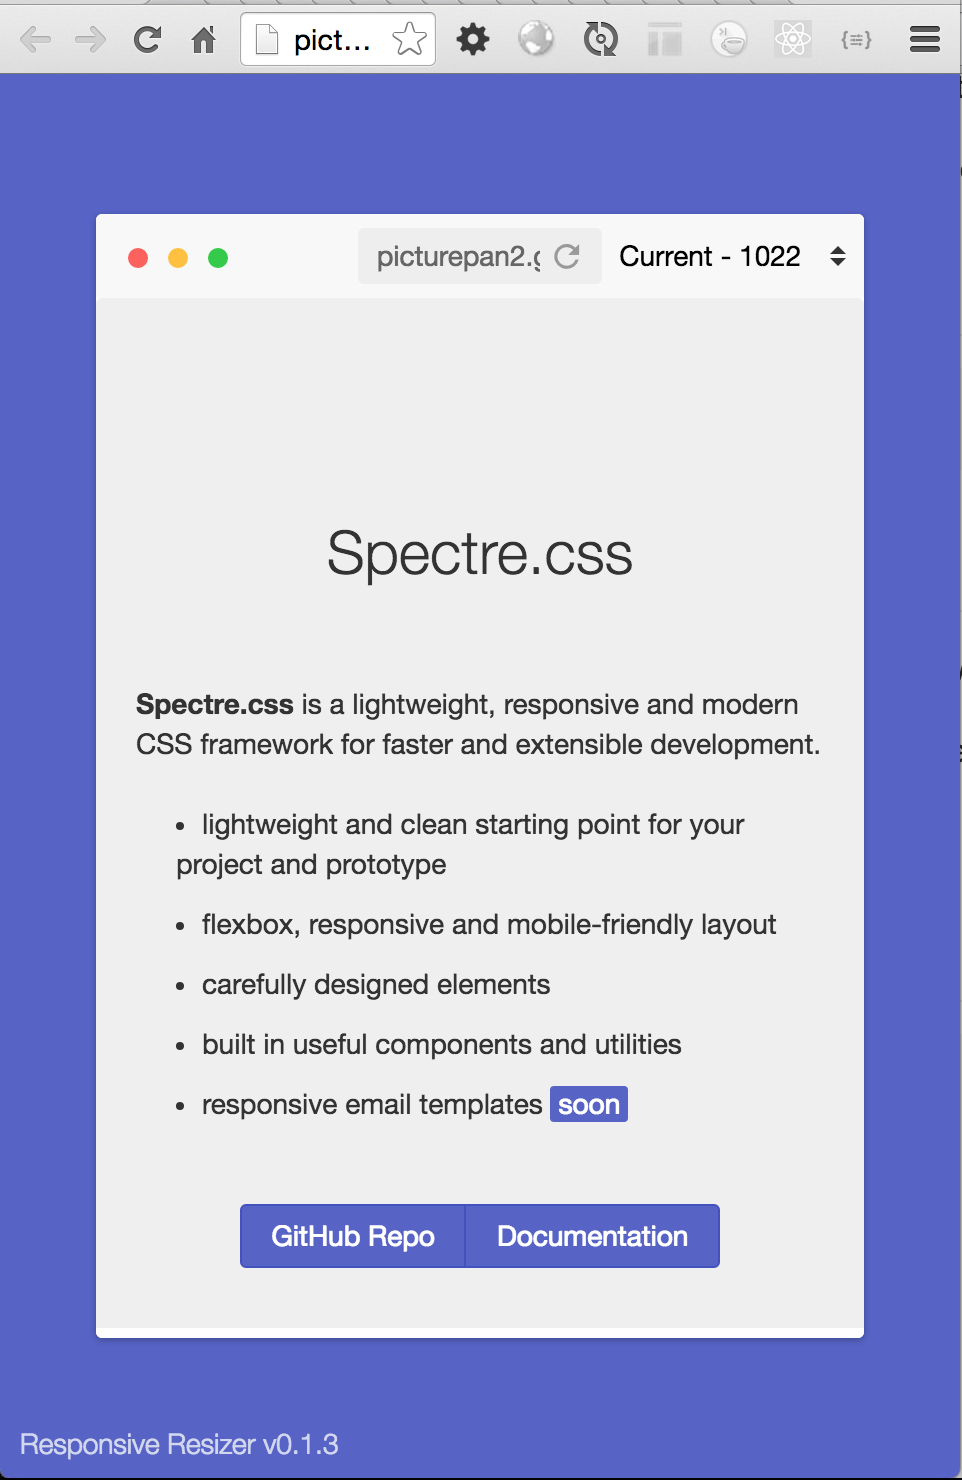 pict...
picturepan2.g
Current - 1022
Spectre.css
Spectre.css is a lightweight, responsive and modern
CSS framework for faster and extensible development.
• lightweight and clean starting point for your
project and prototype
• flexbox, responsive and mobile-friendly layout
• carefully designed elements
• built in useful components and utilities
• responsive email templates soon
GitHub Repo Documentation
Responsive Resizer v0.1.3